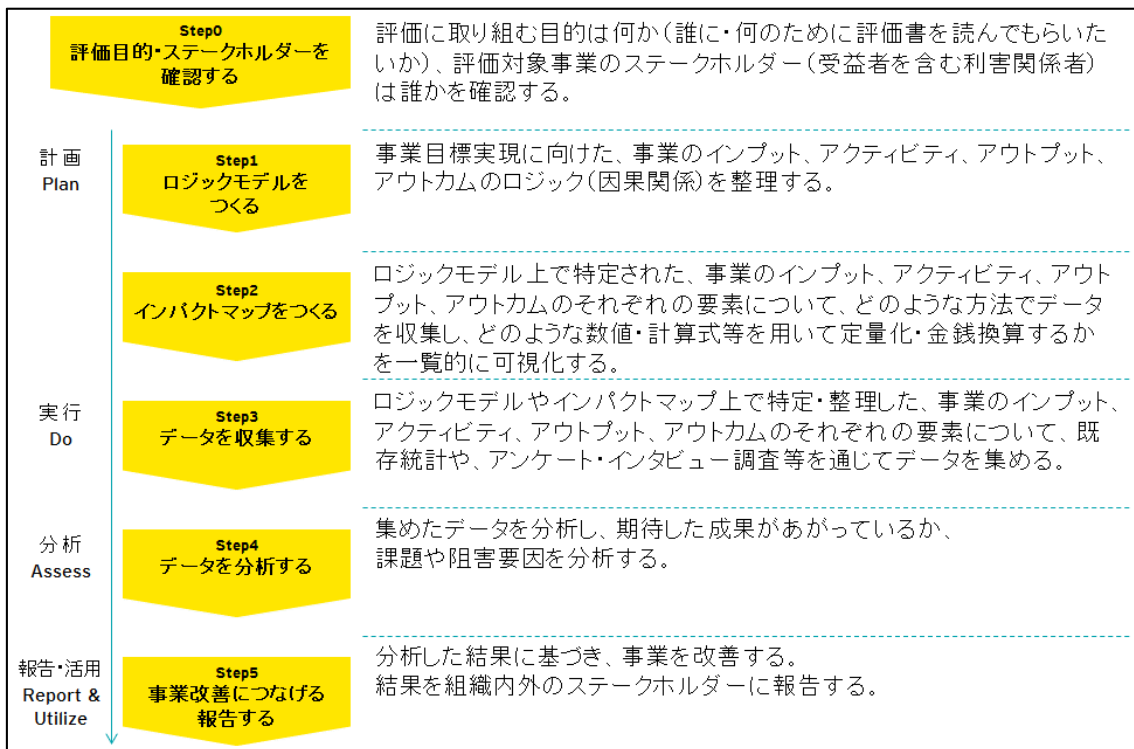 Step0
評価目的・ステークホルダーを
確認する
評価に取り組む目的は何か(誰に・何のために評価書を読んでもらいた
いか)、評価対象事業のステークホルダー(受益者を含む利害関係者)
は誰かを確認する。
計画
Plan
Step1
ロジックモデルを
つくる
事業目標実現に向けた、事業のインプット、アクティビティ、アウトプット、
アウトカムのロジック(因果関係)を整理する。
Step2
インパクトマップをつくる
ロジックモデル上で特定された、事業のインプット、アクティビティ、アウト
プット、アウトカムのそれぞれの要素について、どのような方法でデータ
を収集し、どのような数値・計算式等を用いて定量化・金銭換算するか
を一覧的に可視化する。
実行
Do
Step3
データを収集する
ロジックモデルやインパクトマップ上で特定・整理した、事業のインプット、
アクティビティ、アウトプット、アウトカムのそれぞれの要素について、既
存統計や、アンケート・インタビュー調査等を通じてデータを集める。
分析
Assess
Step4
データを分析する
集めたデータを分析し、期待した成果があがっているか、
課題や阻害要因を分析する。
報告・活用
Report &
Utilize
Step5
事業改善につなげる
報告する
分析した結果に基づき、事業を改善する。
結果を組織内外のステークホルダーに報告する。